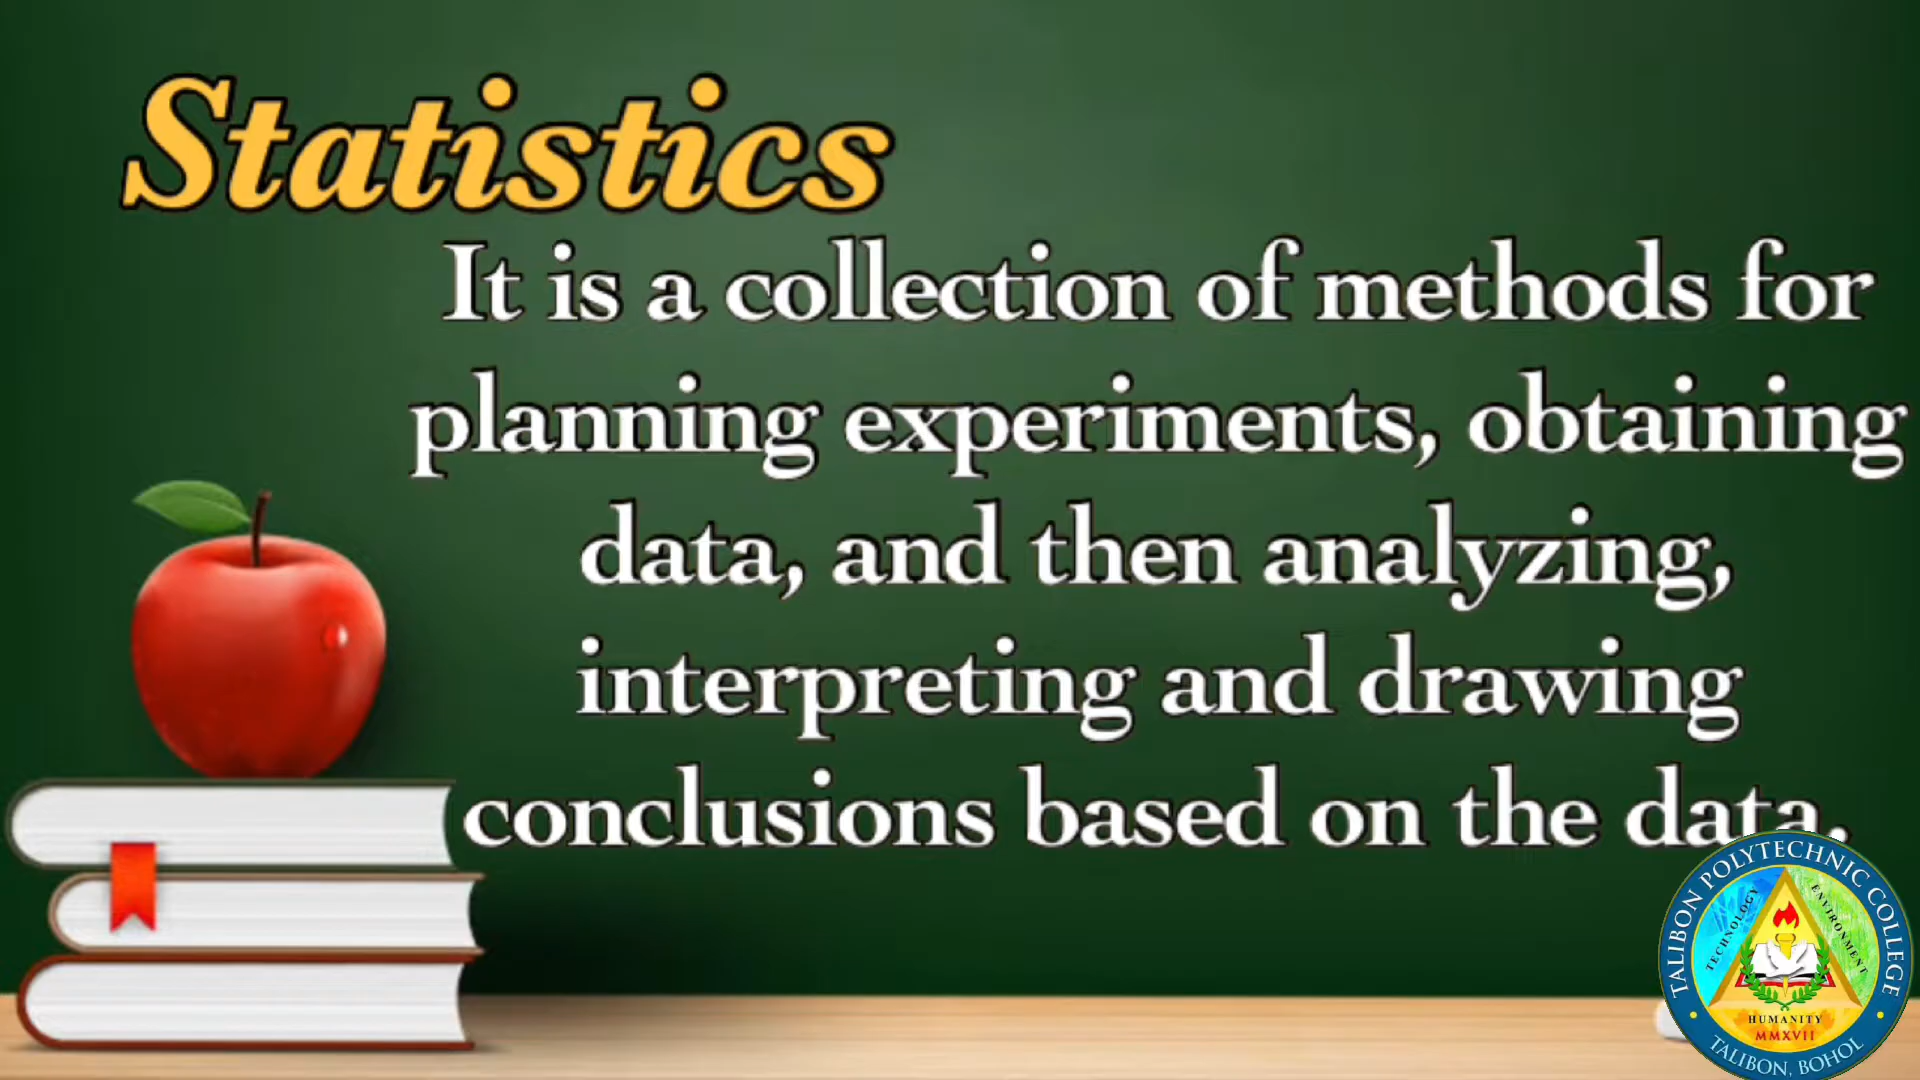 Statistics
It is a collection of methods for
planning experiments, obtaining
data, and then analyzing,
interpreting and drawing
conclusions based on the data.
TALIBON POLYTECHNIC COLLEGE
TECHNOLOGY
ENVIRONMENT
HUMANITY
MMXVII
TALIBON, BOHOL